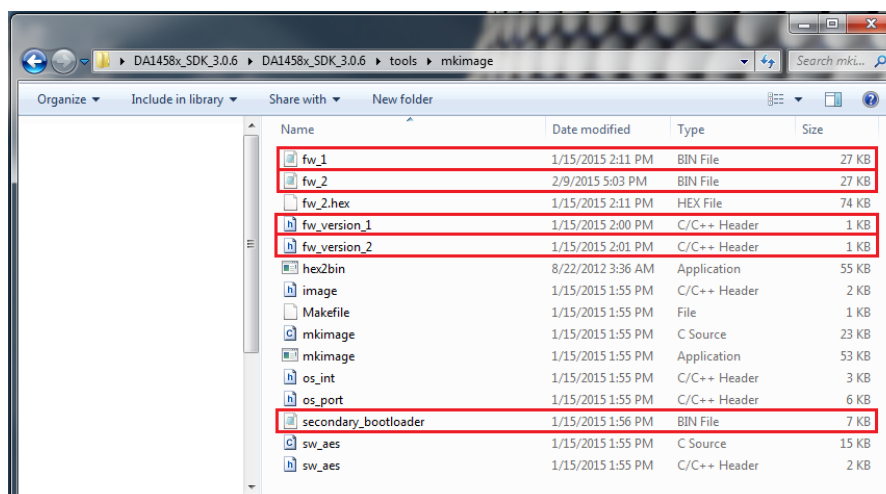 DA1458x_SDK_3.0.6 DA1458x_SDK_3.0.6 tools mkimage Search mki...
Organize Include in library Share with New folder
Name Date modified Type Size
fw_1 1/15/2015 2:11 PM BIN File 27 KB
fw_2 2/9/2015 5:03 PM BIN File 27 KB
fw_2.hex 1/15/2015 2:11 PM HEX File 74 KB
fw_version_1 1/15/2015 2:00 PM C/C++ Header 1 KB
fw_version_2 1/15/2015 2:01 PM C/C++ Header 1 KB
hex2bin 8/22/2012 3:36 AM Application 55 KB
image 1/15/2015 1:55 PM C/C++ Header 2 KB
Makefile 1/15/2015 1:55 PM File 1 KB
mkimage 1/15/2015 1:55 PM C Source 23 KB
mkimage 1/15/2015 1:55 PM Application 53 KB
os_int 1/15/2015 1:55 PM C/C++ Header 3 KB
os_port 1/15/2015 1:55 PM C/C++ Header 6 KB
secondary_bootloader 1/15/2015 1:56 PM BIN File 7 KB
sw_aes 1/15/2015 1:55 PM C Source 15 KB
sw_aes 1/15/2015 1:55 PM C/C++ Header 2 KB